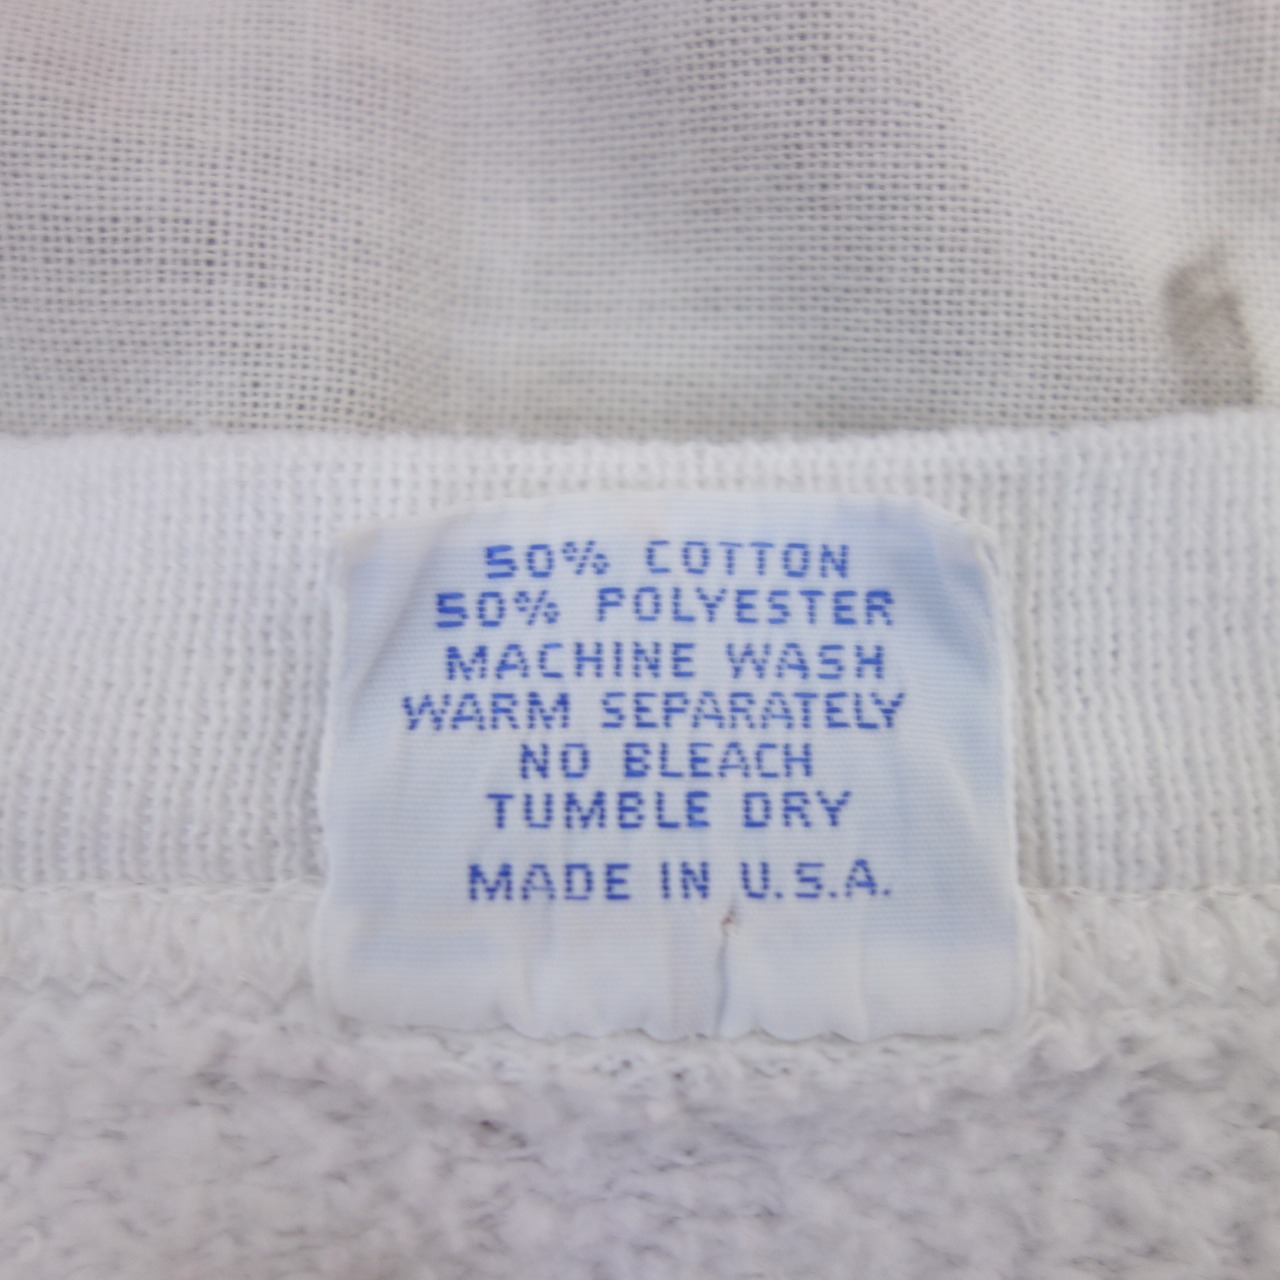 50% COTTON
50% POLYESTER
MACHINE WASH
WARM SEPARATELY
NO BLEACH
TUMBLE DRY
MADE IN U.S.A.